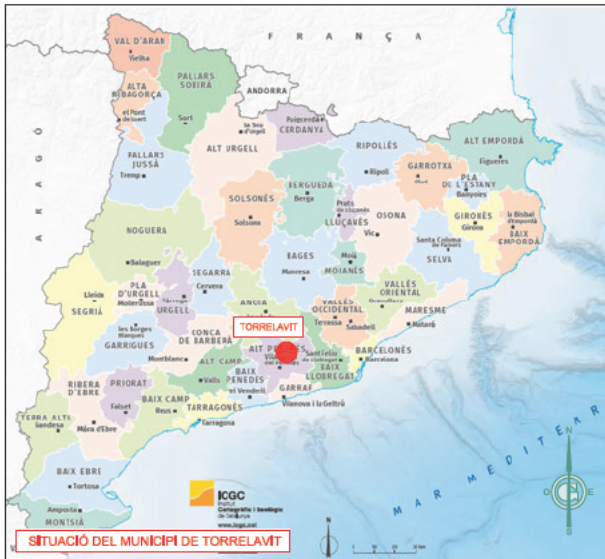 FRANÇA
VAL D'ARAN
Vielha
PALLARS
SOBIRÀ
ALTA
RIBAGORÇA
el Pont
de Suert
Sort
ANDORRA
la Seu
d'Urgell
Puigcerdà
CERDANYA
ARAGÓ
ALT URGELL
RIPOLLÈS
Ripoll
ALT EMPORDÀ
Figueres
GARROTXA
Olot
PLA
DE L'ESTANY
Banyoles
PALLARS
JUSSÀ
Tremp
BERGUEDÀ
Berga
SOLSONÈS
Solsona
Prats
de Lluçanès
LLUÇANÈS
OSONA
Vic
GIRONÈS
Girona
la Bisbal
d'Empordà
BAIX
EMPORDÀ
NOGUERA
Balaguer
Santa Coloma
de Farners
SELVA
BAGES
Manresa
Moià
MOIANÈS
SEGARRA
Cervera
PLA
D'URGELL
Mollerussa
Lleida
SEGRIÀ
URGELL
VALLÈS
ORIENTAL
Granollers
ANOIA
VALLÈS
OCCIDENTAL
Terrassa
Sabadell
MARESME
Mataró
les Borges
Blanques
GARRIGUES
CONCA
DE BARBERÀ
Montblanc
TORRELAVIT
ALT
Sant Feliu
de Llobregat
BARCELONÈS
Barcelona
BAIX
LLOBREGAT
ALT CAMP
Valls
BAIX
PENEDÈS
el Vendrell
GARRAF
Vilanova i la Geltrú
RIBERA
D'EBRE
PRIORAT
Falset
BAIX CAMP
Reus
TARRAGONÈS
Tarragona
TERRA ALTA
Gandesa
Móra d'Ebre
BAIX EBRE
Tortosa
Amposta
MONTSIÀ
MAR MEDITER
ICGC
Institut
Cartogràfic i Geològic
de Catalunya
www.icgc.cat
N
O
E
SITUACIÓ DEL MUNICIPI DE TORRELAVIT